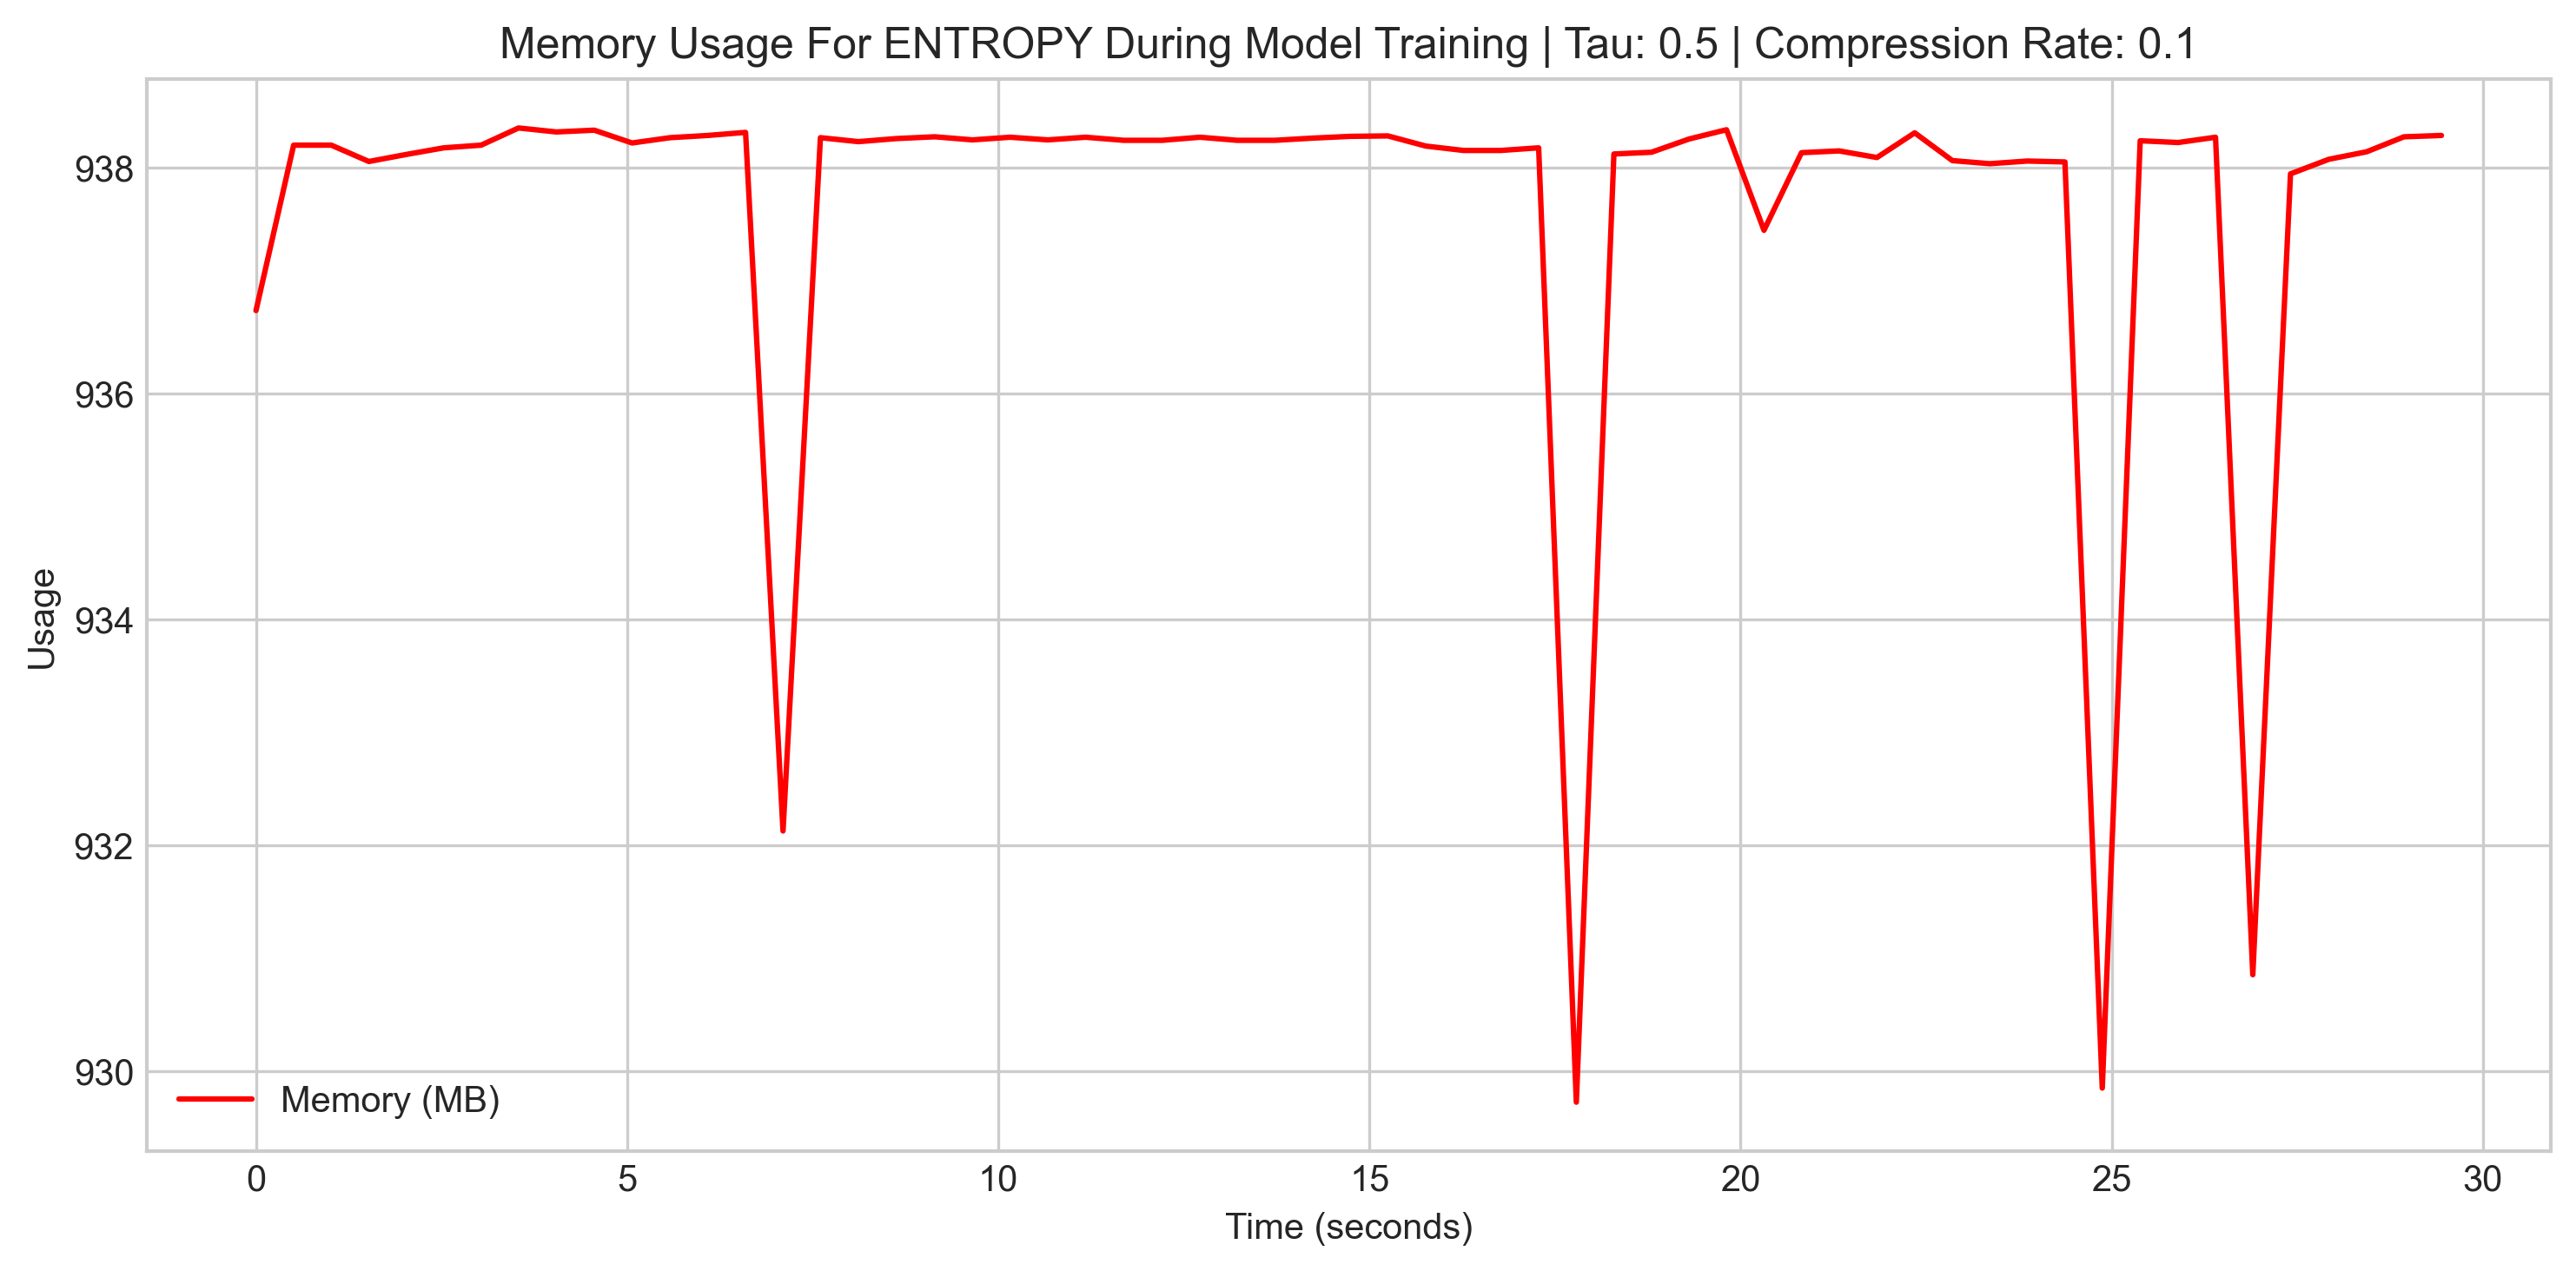 Memory Usage For ENTROPY During Model Training | Tau: 0.5 | Compression Rate: 0.1
938
936
934
932
930
Usage
Memory (MB)
0 5 10 15 20 25 30
Time (seconds)